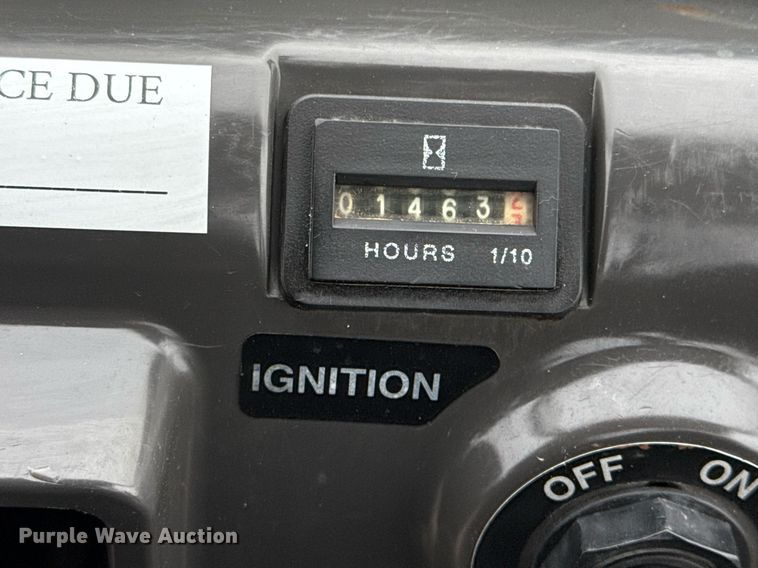 CE DUE
01463
HOURS 1/10
IGNITION
OFF ON
Purple Wave Auction